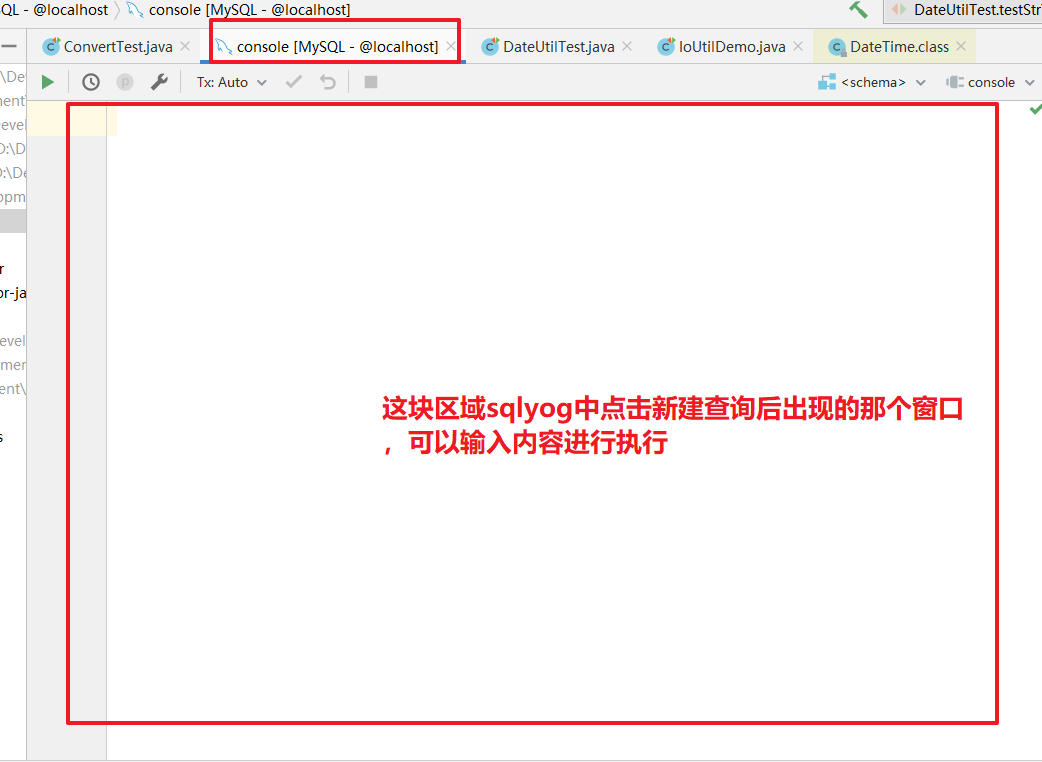 SQL - @localhost console [MySQL - @localhost] DateUtilTest.testStr
ConvertTest.java console [MySQL - @localhost] DateUtilTest.java IoUtilDemo.java DateTime.class
Tx: Auto <schema> console
:\De
ment\
evel
D:\D
D:\De
opm
r
or-ja
evel
men
ent\
s
这块区域sqlyog中点击新建查询后出现的那个窗口
，可以输入内容进行执行